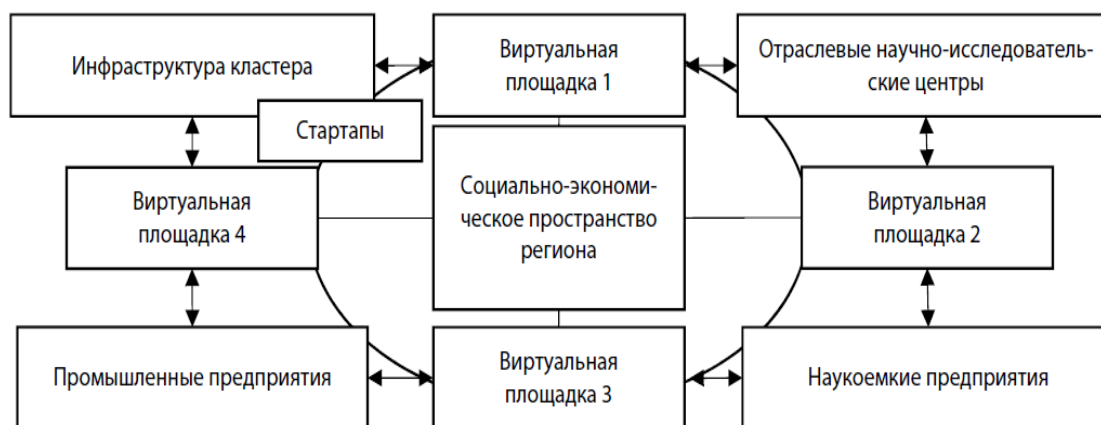 Инфраструктура кластера
Виртуальная
площадка 1
Отраслевые научно-исследователь-
ские центры
Стартапы
Виртуальная
площадка 4
Социально-экономи-
ческое пространство
региона
Виртуальная
площадка 2
Промышленные предприятия
Виртуальная
площадка 3
Наукоемкие предприятия